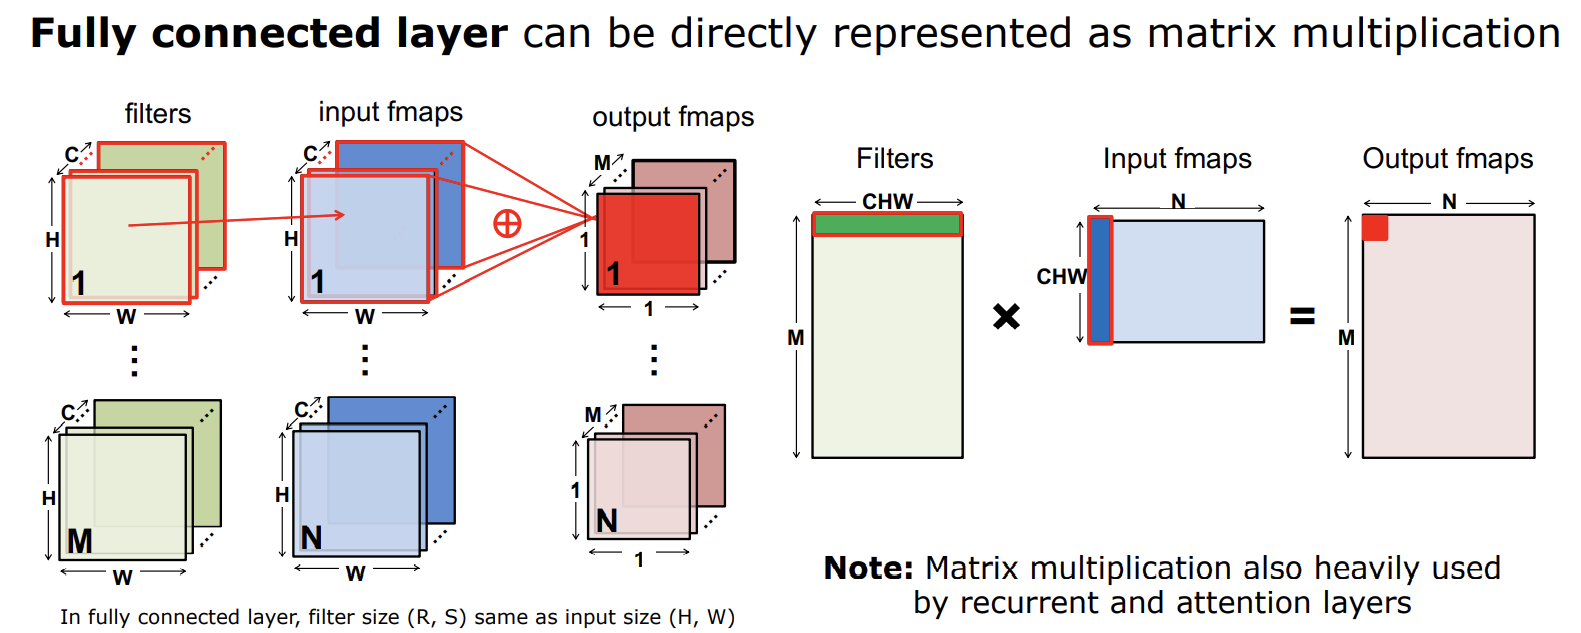 Fully connected layer can be directly represented as matrix multiplication
filters
input fmaps
output fmaps
C
H
1
W
C
H
1
W
M
1
1
1
C
H
M
W
C
H
N
W
M
1
N
1
In fully connected layer, filter size (R, S) same as input size (H, W)
Filters
Input fmaps
Output fmaps
CHW
M
×
N
CHW
=
N
M
Note: Matrix multiplication also heavily used
by recurrent and attention layers